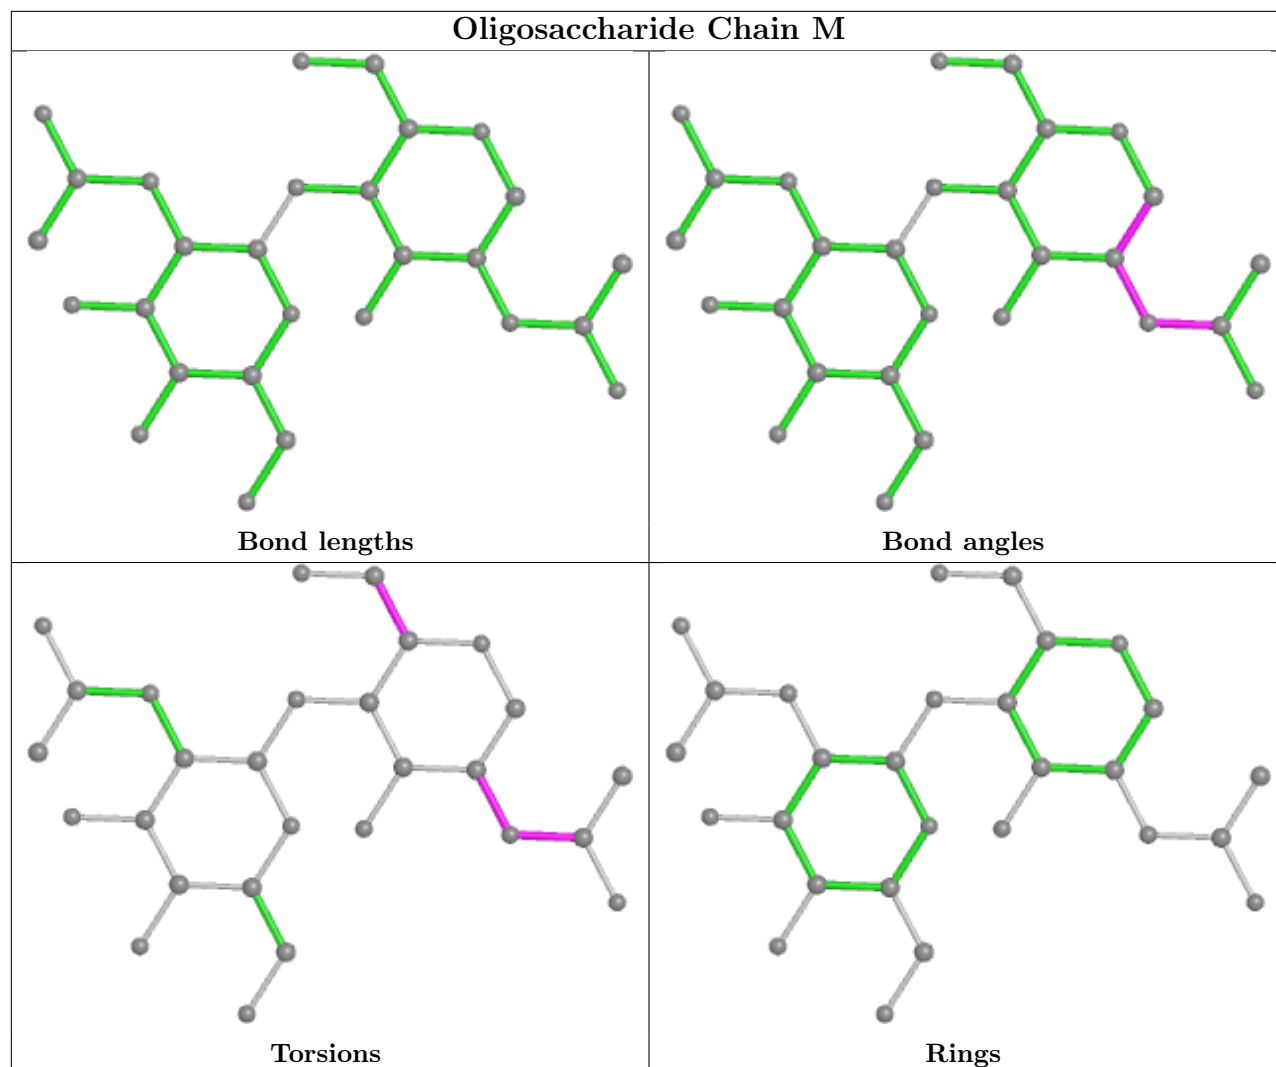 Oligosaccharide Chain M
Bond lengths
Bond angles
Torsions
Rings